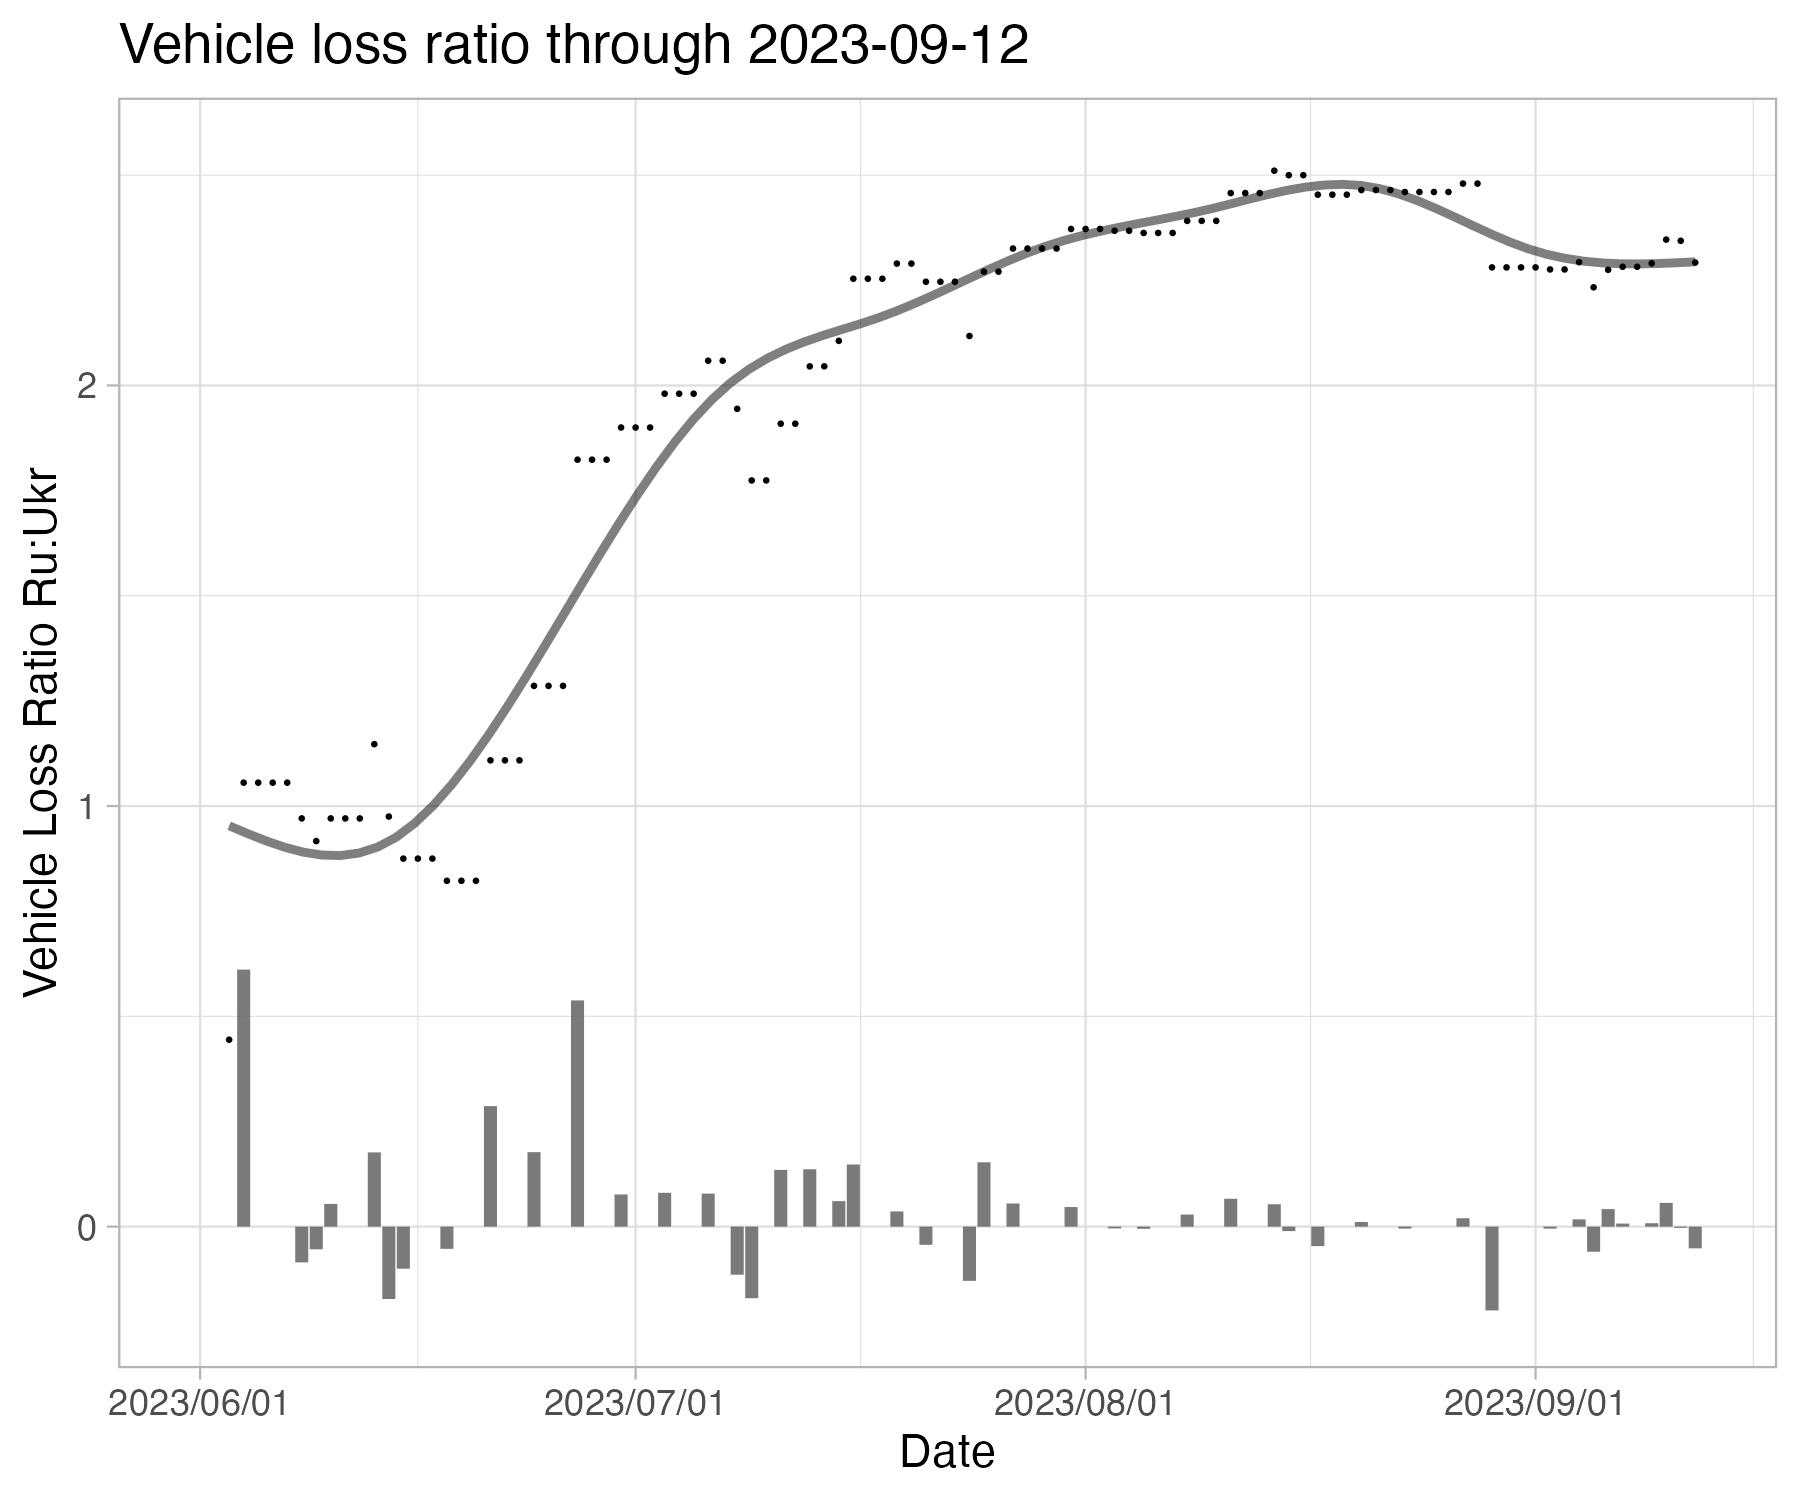 Vehicle loss ratio through 2023-09-12
Vehicle Loss Ratio Ru:Ukr
2
1
0
2023/06/01
2023/07/01
2023/08/01
2023/09/01
Date